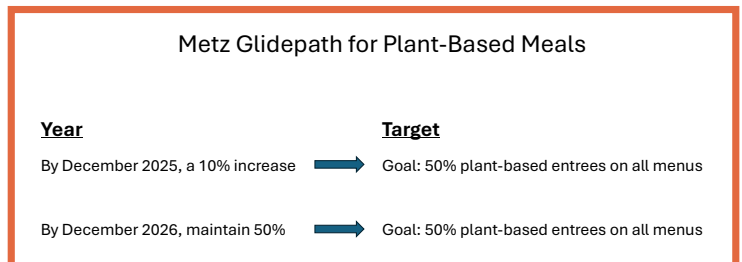 Metz Glidepath for Plant-Based Meals
Year Target
By December 2025, a 10% increase Goal: 50% plant-based entrees on all menus
By December 2026, maintain 50% Goal: 50% plant-based entrees on all menus